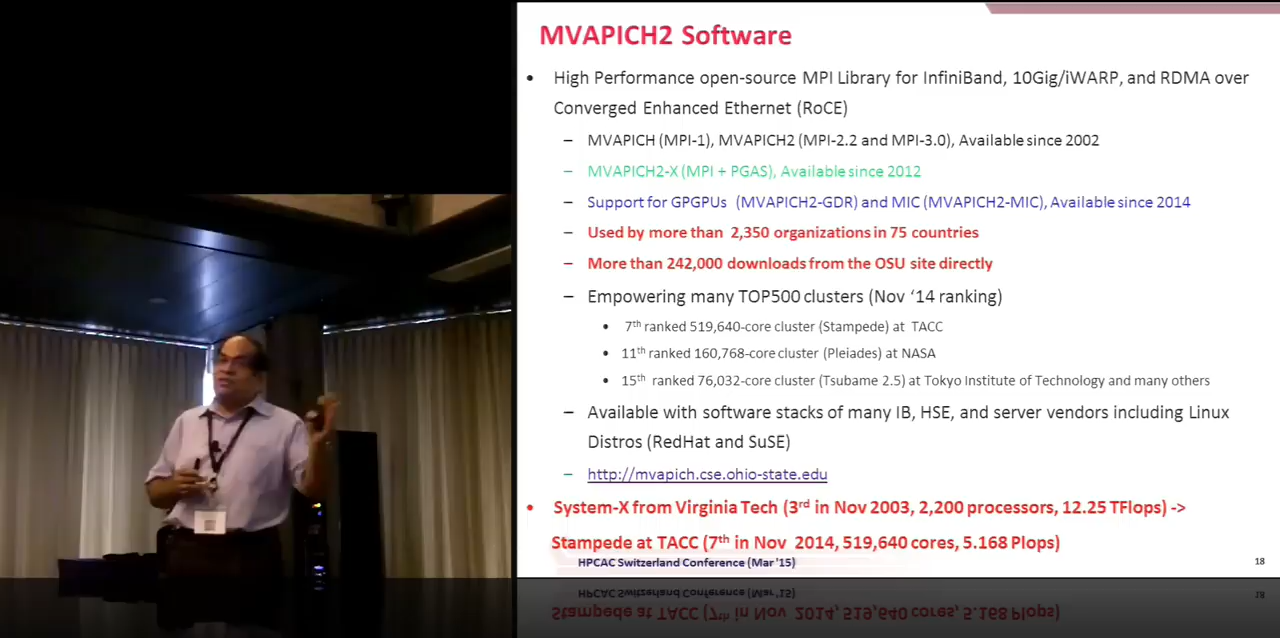 MVAPICH2 Software
• High Performance open-source MPI Library for InfiniBand, 10Gig/iWARP, and RDMA over
Converged Enhanced Ethernet (RoCE)
– MVAPICH (MPI-1), MVAPICH2 (MPI-2.2 and MPI-3.0), Available since 2002
– MVAPICH2-X (MPI + PGAS), Available since 2012
– Support for GPGPUs (MVAPICH2-GDR) and MIC (MVAPICH2-MIC), Available since 2014
– Used by more than 2,350 organizations in 75 countries
– More than 242,000 downloads from the OSU site directly
– Empowering many TOP500 clusters (Nov ‘14 ranking)
• 7th ranked 519,640-core cluster (Stampede) at TACC
• 11th ranked 160,768-core cluster (Pleiades) at NASA
• 15th ranked 76,032-core cluster (Tsubame 2.5) at Tokyo Institute of Technology and many others
– Available with software stacks of many IB, HSE, and server vendors including Linux
Distros (RedHat and SuSE)
– http://mvapich.cse.ohio-state.edu
• System-X from Virginia Tech (3rd in Nov 2003, 2,200 processors, 12.25 TFlops) ->
Stampede at TACC (7th in Nov 2014, 519,640 cores, 5.168 Plops)
HPCAC Switzerland Conference (Mar '15)
18